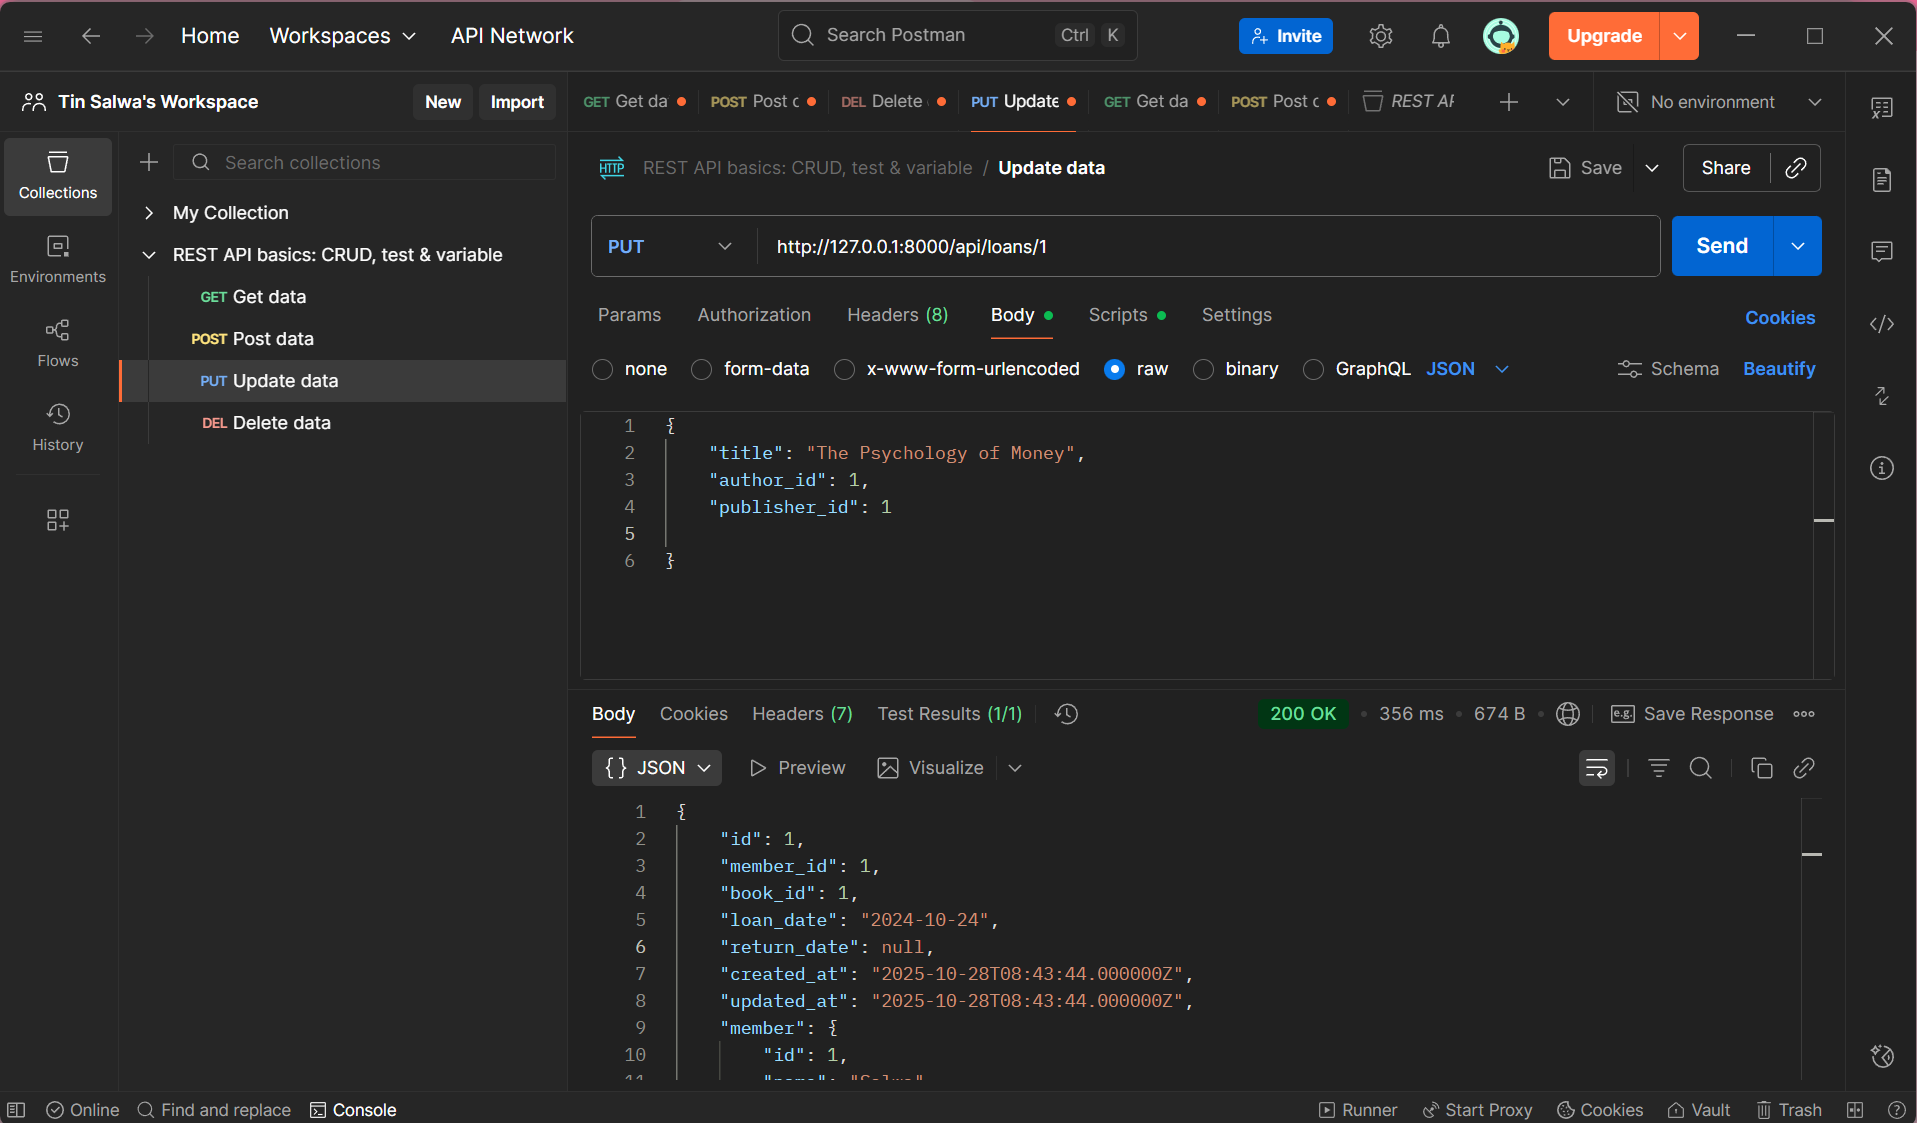 Home
Workspaces
API Network
Search Postman
Ctrl
K
Invite
Upgrade
Tin Salwa's Workspace
New
Import
GET Get da
POST Post c
DEL Delete
PUT Update
GET Get da
POST Post c
REST AP
No environment
Collections
Environments
Flows
History
Search collections
My Collection
REST API basics: CRUD, test & variable
GET Get data
POST Post data
PUT Update data
DEL Delete data
HTTP
REST API basics: CRUD, test & variable / Update data
Save
Share
PUT
http://127.0.0.1:8000/api/loans/1
Send
Params
Authorization
Headers (8)
Body
Scripts
Settings
Cookies
none
form-data
x-www-form-urlencoded
raw
binary
GraphQL
JSON
Schema
Beautify
1 {
2 "title": "The Psychology of Money",
3 "author_id": 1,
4 "publisher_id": 1
5
6 }
Body
Cookies
Headers (7)
Test Results (1/1)
200 OK
356 ms
674 B
e.g.
Save Response
{} JSON
Preview
Visualize
1 {
2 "id": 1,
3 "member_id": 1,
4 "book_id": 1,
5 "loan_date": "2024-10-24",
6 "return_date": null,
7 "created_at": "2025-10-28T08:43:44.000000Z",
8 "updated_at": "2025-10-28T08:43:44.000000Z",
9 "member": {
10 "id": 1,
Online
Find and replace
Console
Runner
Start Proxy
Cookies
Vault
Trash